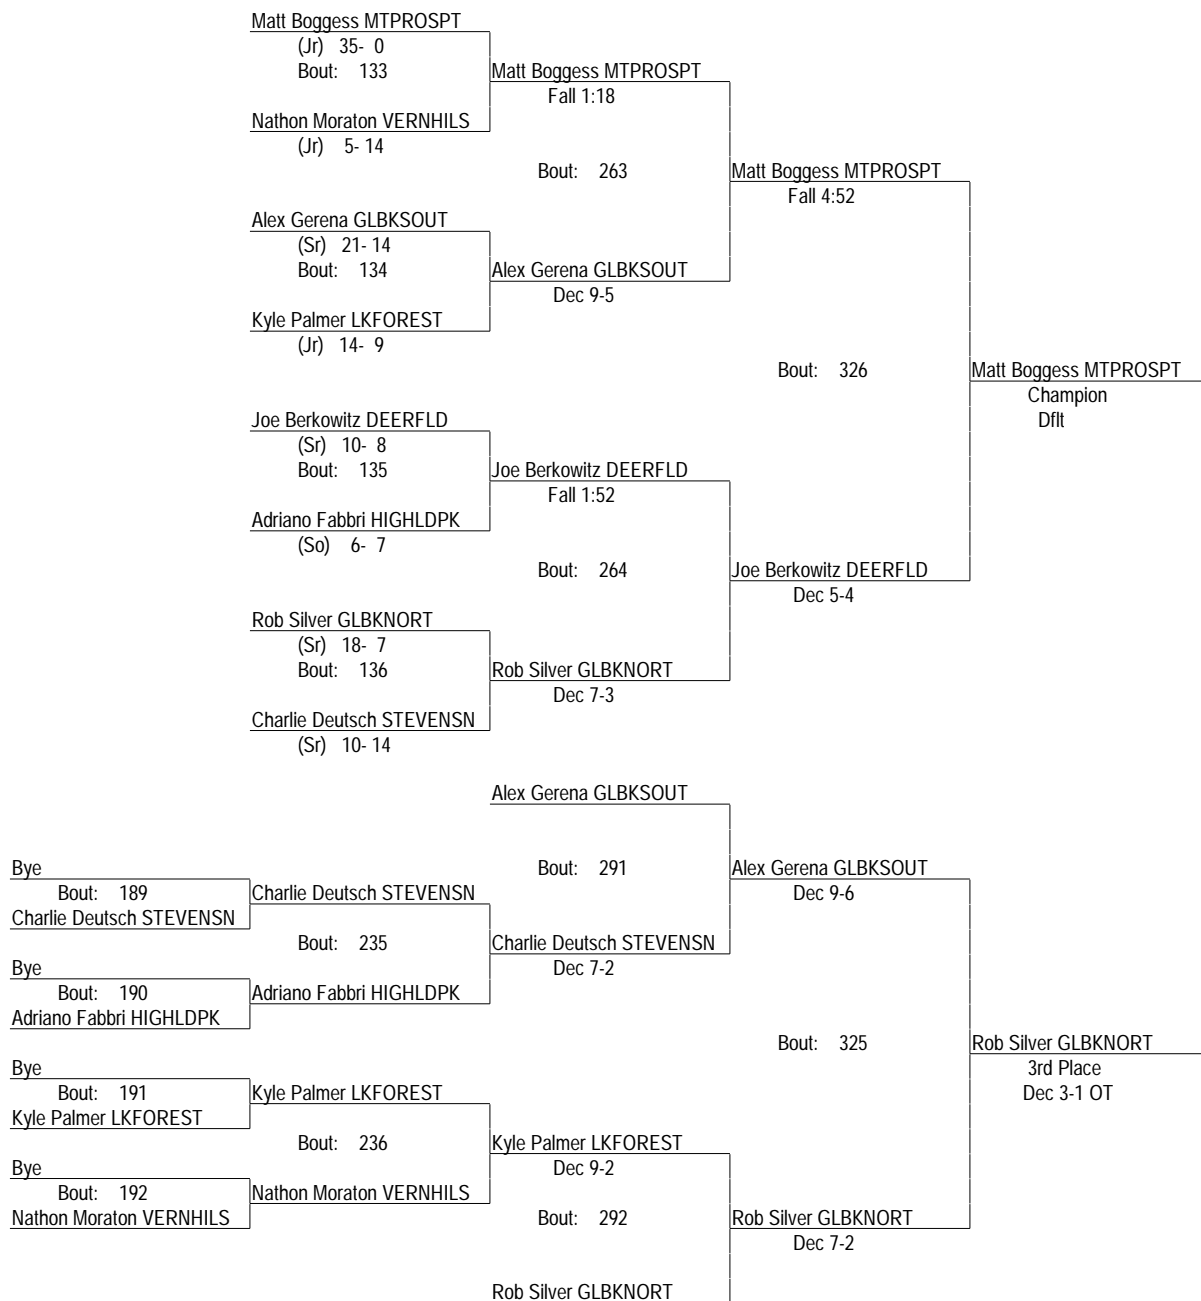 Matt Boggess MTPROSPT
(Jr) 35- 0
Bout: 133
Matt Boggess MTPROSPT
Fall 1:18
Nathon Moraton VERNHILS
(Jr) 5- 14
Bout: 263
Matt Boggess MTPROSPT
Fall 4:52
Alex Gerena GLBKSOUT
(Sr) 21- 14
Bout: 134
Alex Gerena GLBKSOUT
Dec 9-5
Kyle Palmer LKFOREST
(Jr) 14- 9
Bout: 326
Matt Boggess MTPROSPT
Champion
Dflt
Joe Berkowitz DEERFLD
(Sr) 10- 8
Bout: 135
Joe Berkowitz DEERFLD
Fall 1:52
Adriano Fabbri HIGHLDPK
(So) 6- 7
Bout: 264
Joe Berkowitz DEERFLD
Dec 5-4
Rob Silver GLBKNORT
(Sr) 18- 7
Bout: 136
Rob Silver GLBKNORT
Dec 7-3
Charlie Deutsch STEVENSN
(Sr) 10- 14
Alex Gerena GLBKSOUT
Bout: 291
Alex Gerena GLBKSOUT
Dec 9-6
Bye
Bout: 189
Charlie Deutsch STEVENSN
Charlie Deutsch STEVENSN
Bout: 235
Charlie Deutsch STEVENSN
Dec 7-2
Bye
Bout: 190
Adriano Fabbri HIGHLDPK
Adriano Fabbri HIGHLDPK
Bout: 325
Rob Silver GLBKNORT
3rd Place
Dec 3-1 OT
Bye
Bout: 191
Kyle Palmer LKFOREST
Kyle Palmer LKFOREST
Bout: 236
Kyle Palmer LKFOREST
Dec 9-2
Bye
Bout: 192
Nathon Moraton VERNHILS
Nathon Moraton VERNHILS
Bout: 292
Rob Silver GLBKNORT
Dec 7-2
Rob Silver GLBKNORT